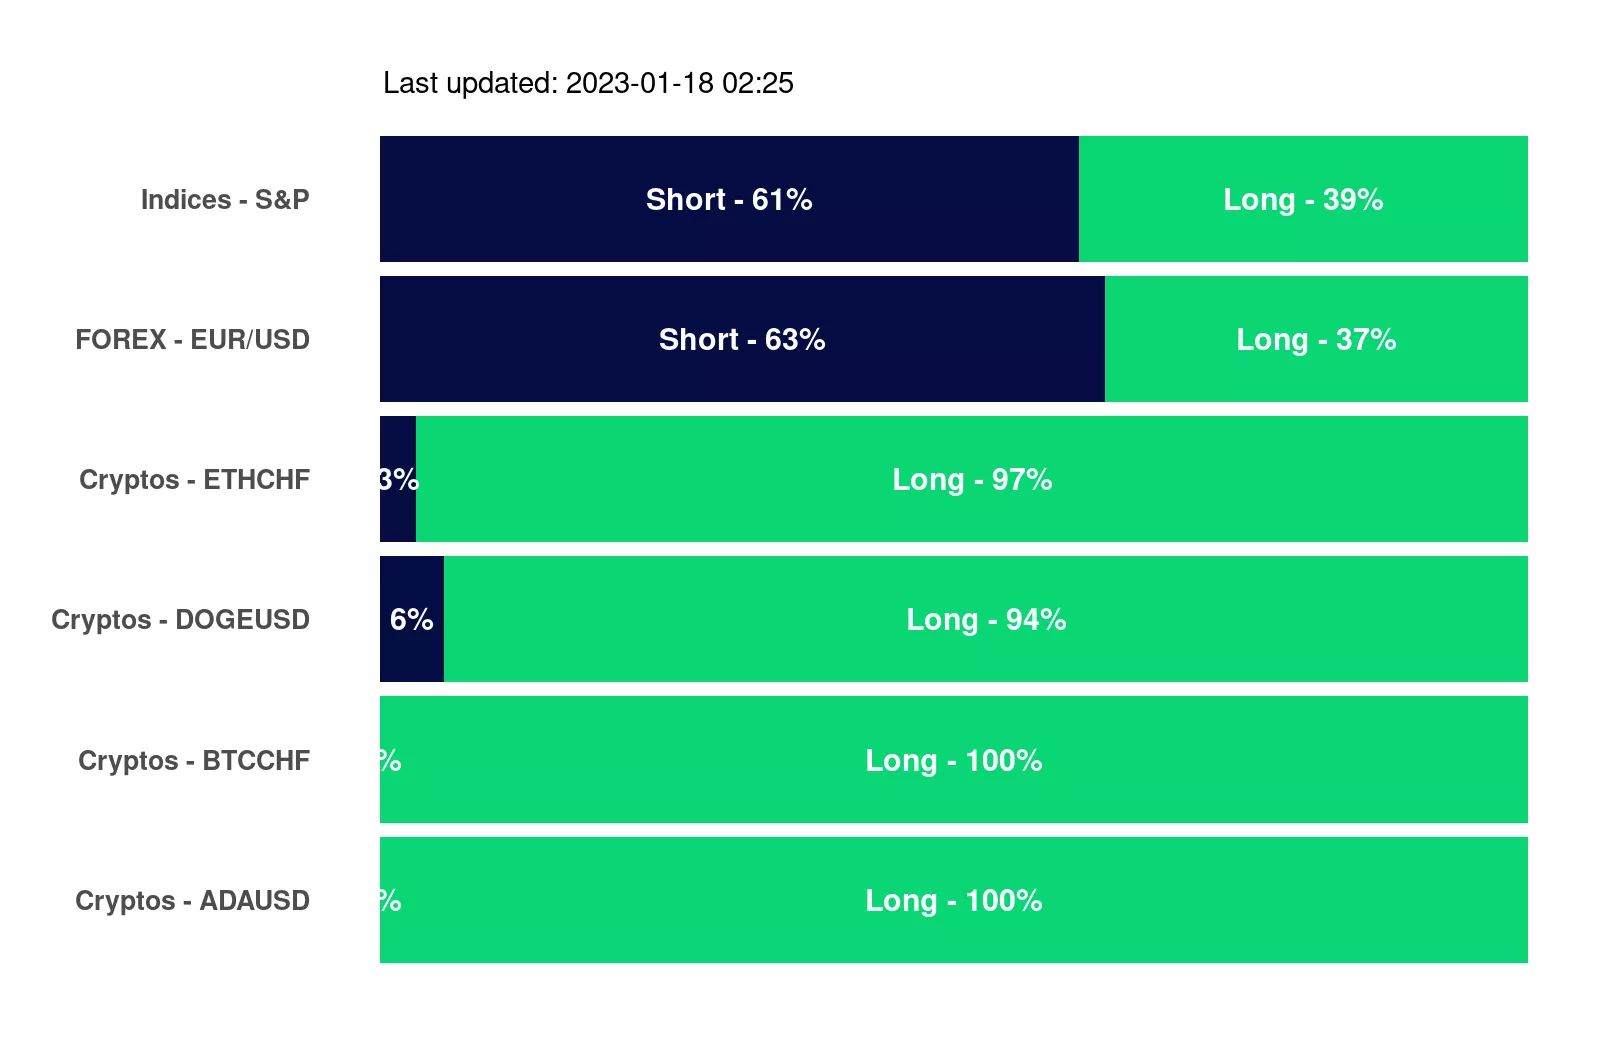 Last updated: 2023-01-18 02:25
Indices - S&P Short - 61% Long - 39%
FOREX - EUR/USD Short - 63% Long - 37%
Cryptos - ETHCHF 3% Long - 97%
Cryptos - DOGEUSD 6% Long - 94%
Cryptos - BTCCHF % Long - 100%
Cryptos - ADAUSD % Long - 100%